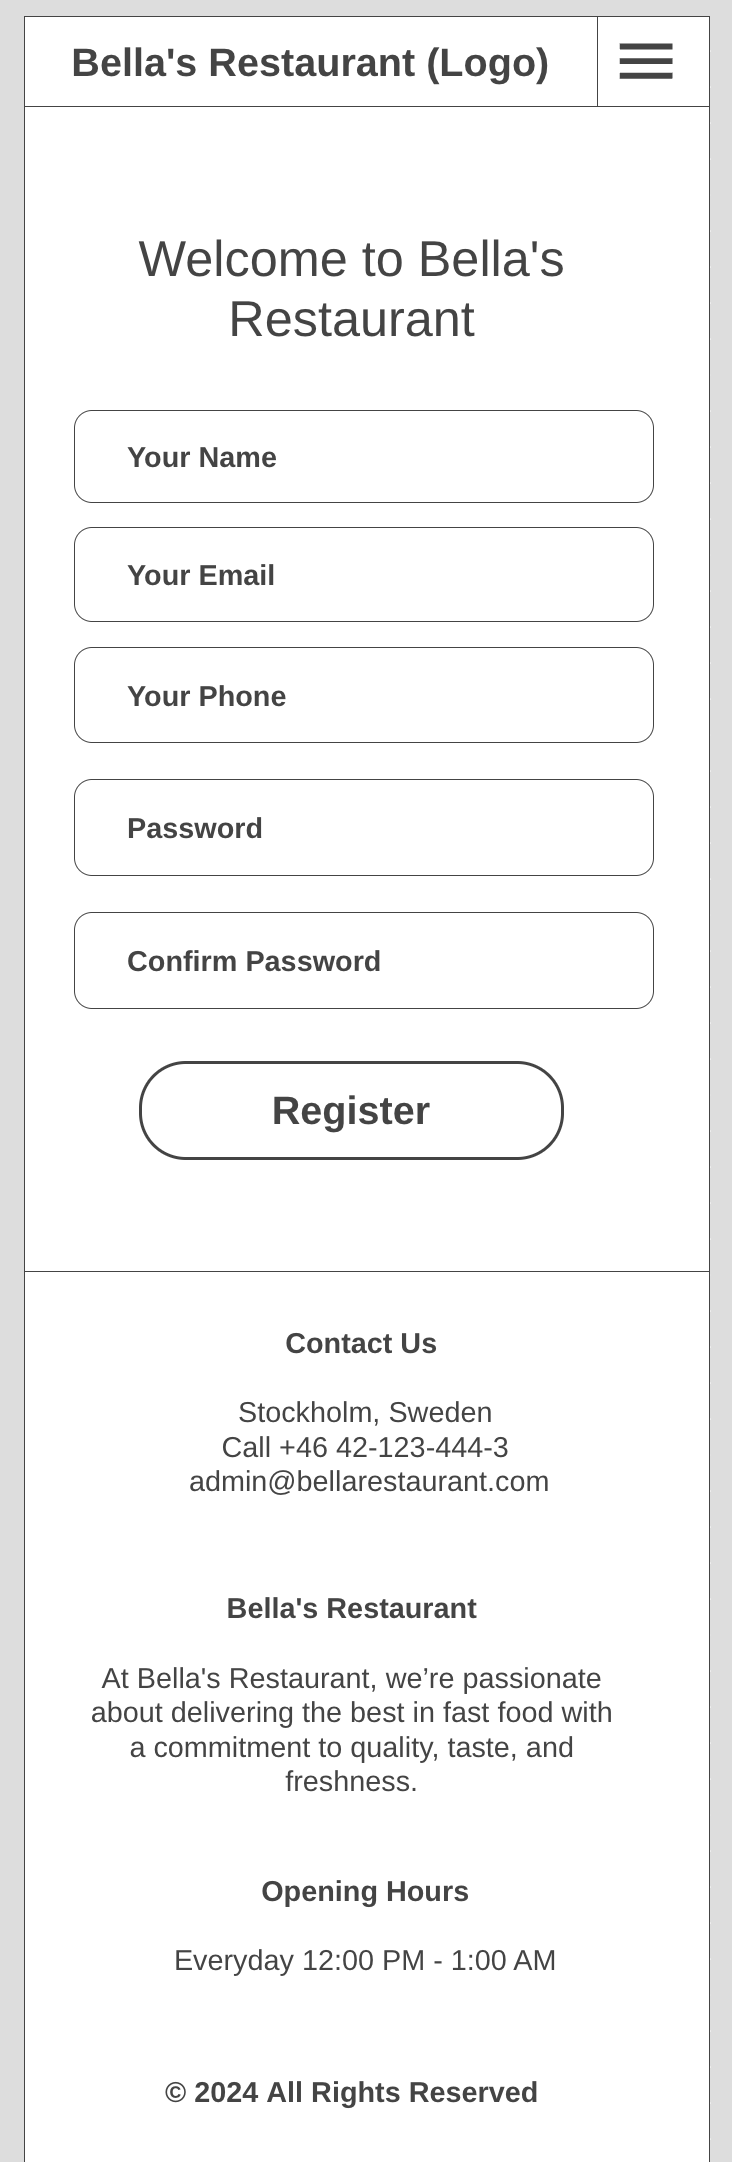 Bella's Restaurant (Logo)
Welcome to Bella's
Restaurant
Your Name
Your Email
Your Phone
Password
Confirm Password
Register
Contact Us
Stockholm, Sweden
Call +46 42-123-444-3
admin@bellarestaurant.com
Bella's Restaurant
At Bella's Restaurant, we’re passionate
about delivering the best in fast food with
a commitment to quality, taste, and
freshness.
Opening Hours
Everyday 12:00 PM - 1:00 AM
© 2024 All Rights Reserved